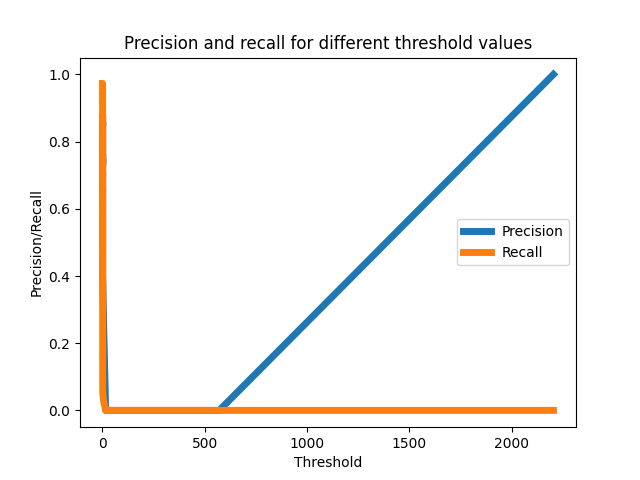 Precision and recall for different threshold values
Precision/Recall
1.0
0.8
0.6
0.4
0.2
0.0
Precision
Recall
0
500
1000
1500
2000
Threshold